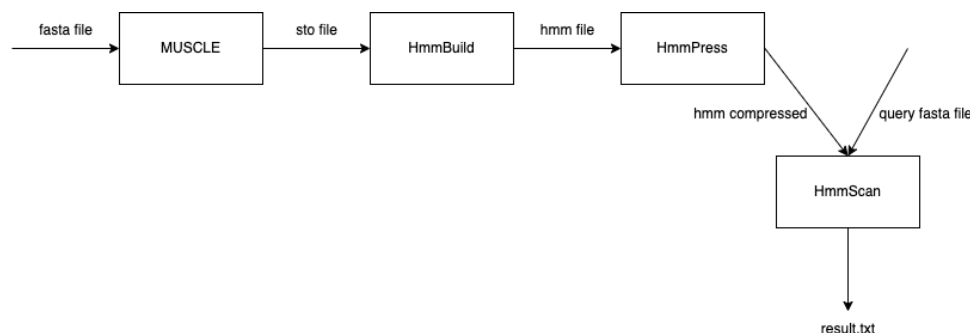 fasta file
MUSCLE
sto file
HmmBuild
hmm file
HmmPress
hmm compressed
query fasta file
HmmScan
result.txt